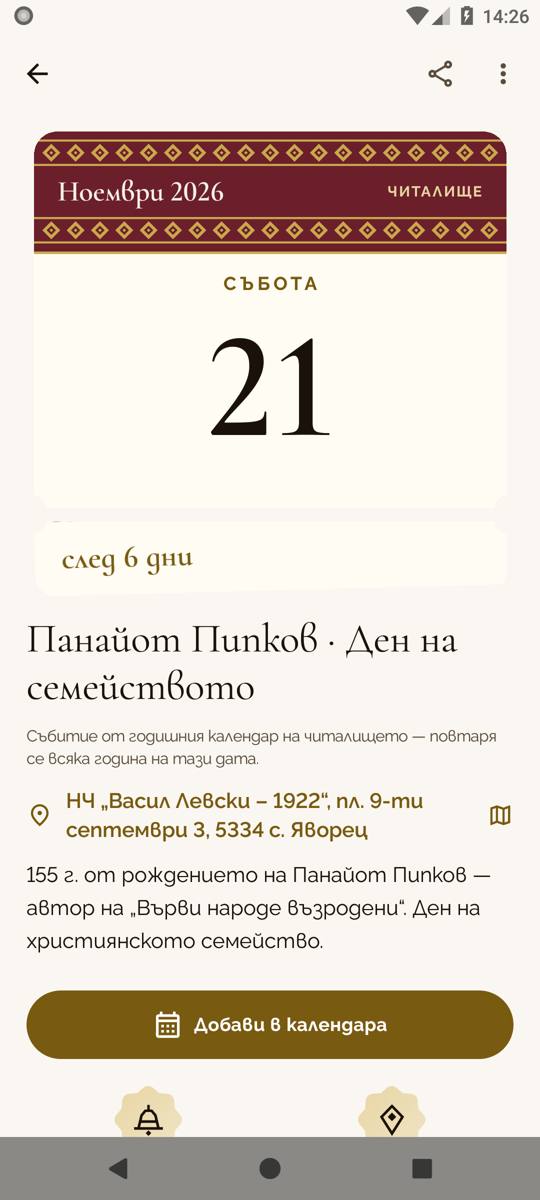 14:26
Ноември 2026
ЧИТАЛИЩЕ
СЪБОТА
21
след 6 дни
Панайот Пипков · Ден на
семейството
Събитие от годишния календар на читалището — повтаря
се всяка година на тази дата.
НЧ „Васил Левски – 1922“, пл. 9-ти
септември 3, 5334 с. Яворец
155 г. от рождението на Панайот Пипков —
автор на „Върви народе възродени“. Ден на
християнското семейство.
Добави в календара